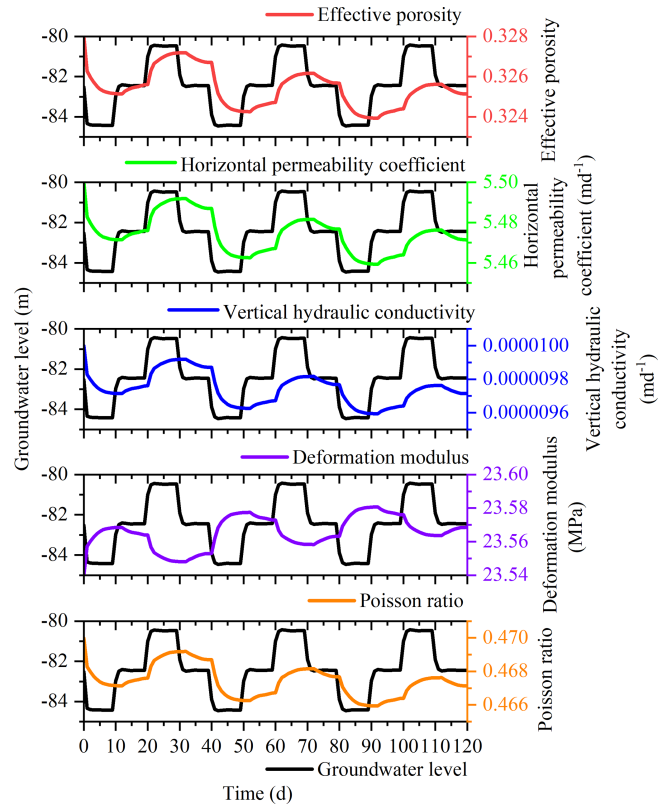 Effective porosity
-80
-82
-84
0.328
0.326
0.324
Effective porosity
Horizontal permeability coefficient
-80
-82
-84
5.50
5.48
5.46
Horizontal
permeability
coefficient (md-1)
Vertical hydraulic conductivity
-80
-82
-84
0.0000100
0.0000098
0.0000096
Vertical hydraulic
conductivity
(md-1)
Groundwater level (m)
Deformation modulus
-80
-82
-84
23.60
23.58
23.56
23.54
Deformation modulus
(MPa)
Poisson ratio
-80
-82
-84
0.470
0.468
0.466
Poisson ratio
0 10 20 30 40 50 60 70 80 90 100 110 120
Time (d)
Groundwater level